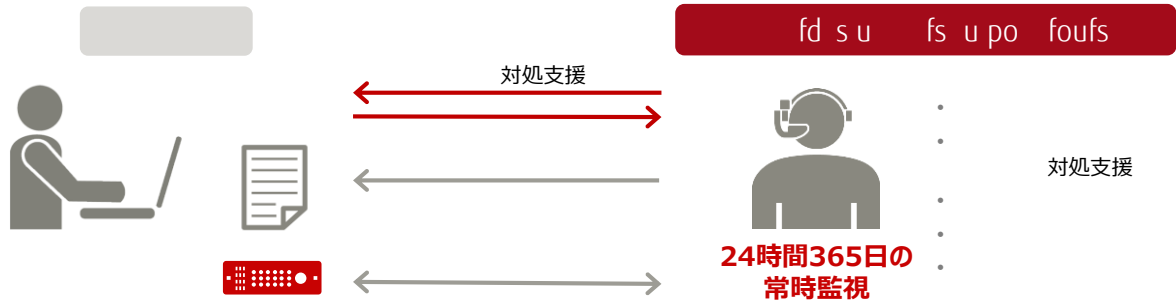 fd s u fs u po foufs
対処支援
対処支援
24時間365日の
常時監視